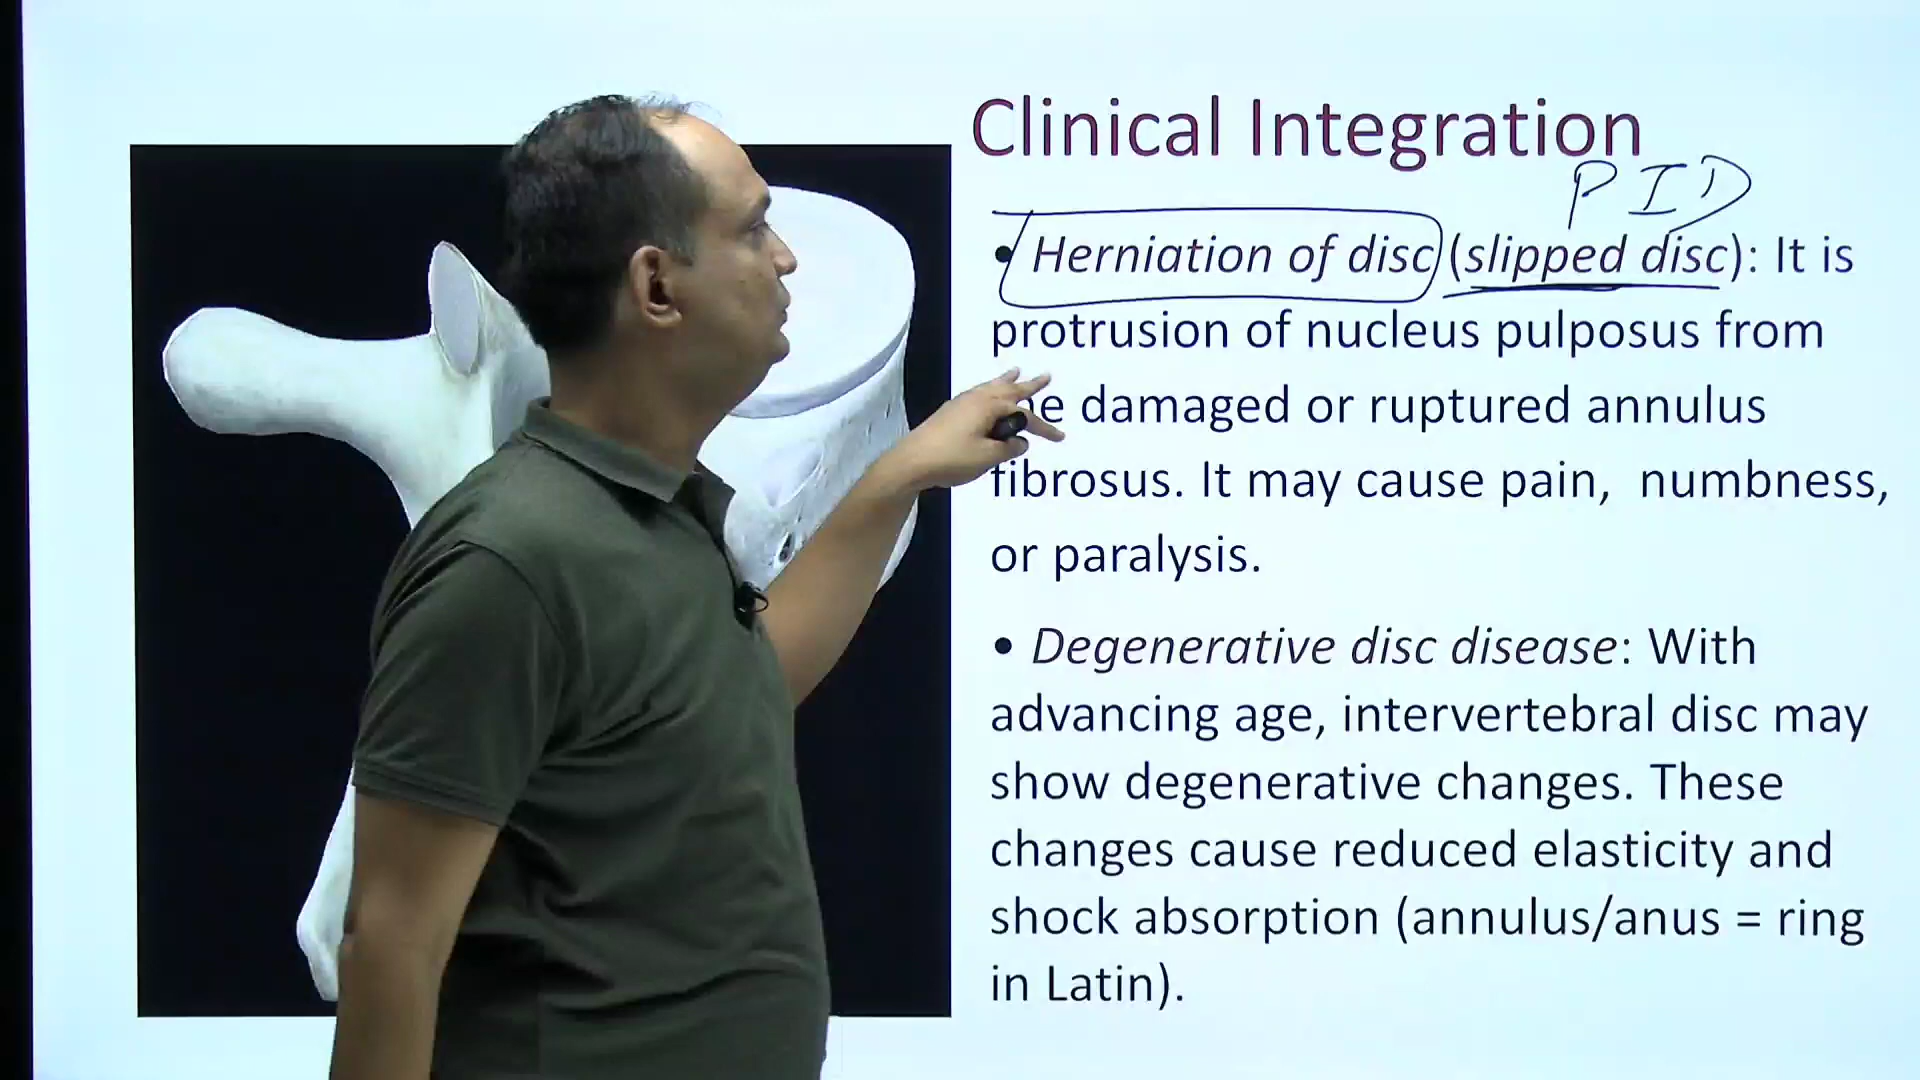 Clinical Integration
PID
• Herniation of disc (slipped disc): It is
protrusion of nucleus pulposus from
he damaged or ruptured annulus
fibrosus. It may cause pain, numbness,
or paralysis.
• Degenerative disc disease: With
advancing age, intervertebral disc may
show degenerative changes. These
changes cause reduced elasticity and
shock absorption (annulus/anus = ring
in Latin).